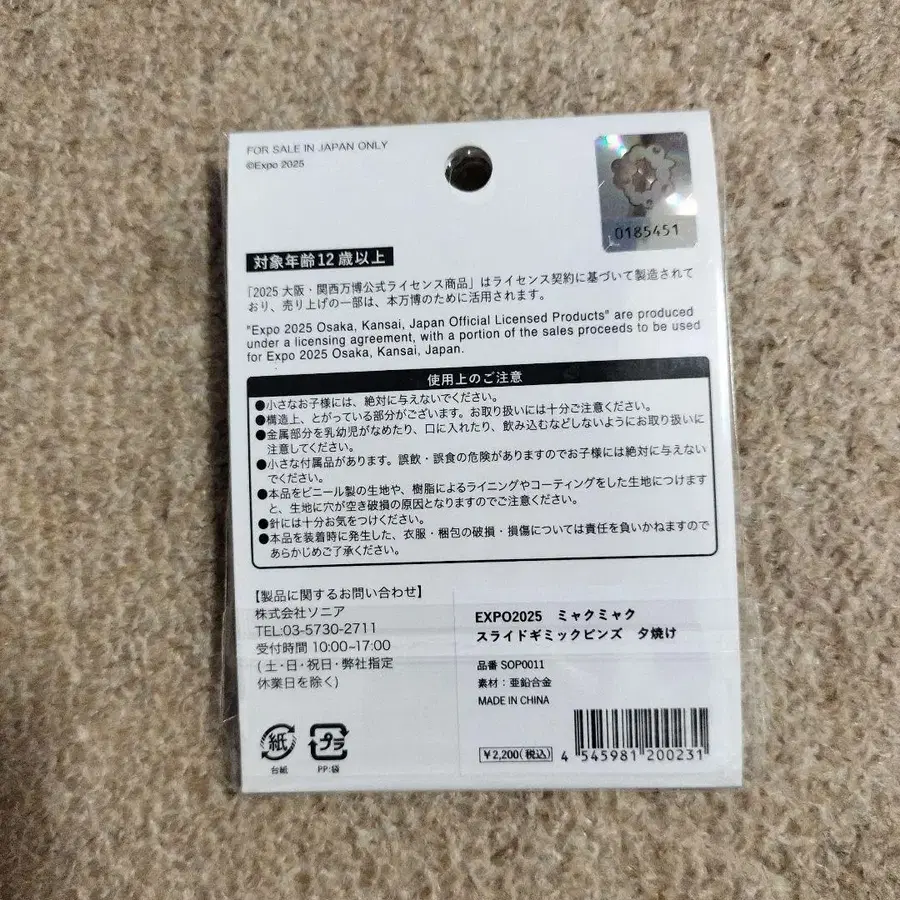 FOR SALE IN JAPAN ONLY
©Expo 2025
0185451
対象年齢12歳以上
「2025 大阪・関西万博公式ライセンス商品」はライセンス契約に基づいて製造されて
おり、売り上げの一部は、本万博のために活用されます。
"Expo 2025 Osaka, Kansai, Japan Official Licensed Products" are produced
under a licensing agreement, with a portion of the sales proceeds to be used
for Expo 2025 Osaka, Kansai, Japan.
使用上のご注意
●小さなお子様には、絶対に与えないでください。
●構造上、とがっている部分がございます。お取り扱いには十分ご注意ください。
●金属部分を乳幼児がなめたり、口に入れたり、飲み込むなどしないようにお取り扱いに
注意してください。
●小さな付属品があります。誤飲・誤食の危険がありますのでお子様には絶対に与えない
でください。
●本品をビニール製の生地や、樹脂によるライニングやコーティングをした生地につけます
と、生地に穴が空き破損の原因となりますのでご注意ください。
●針には十分お気をつけください。
●本品を装着時に発生した、衣服・梱包の破損・損傷については責任を負いかねますので
あらかじめご了承ください。
【製品に関するお問い合わせ】
株式会社ソニア
TEL:03-5730-2711
受付時間 10:00~17:00
(土・日・祝日・弊社指定
休業日を除く)
紙
台紙
プラ
PP:袋
EXPO2025 ミャクミャク
スライドギミックピンズ 夕焼け
品番 SOP0011
素材:亜鉛合金
MADE IN CHINA
¥2,200(税込)
4 545981 200231